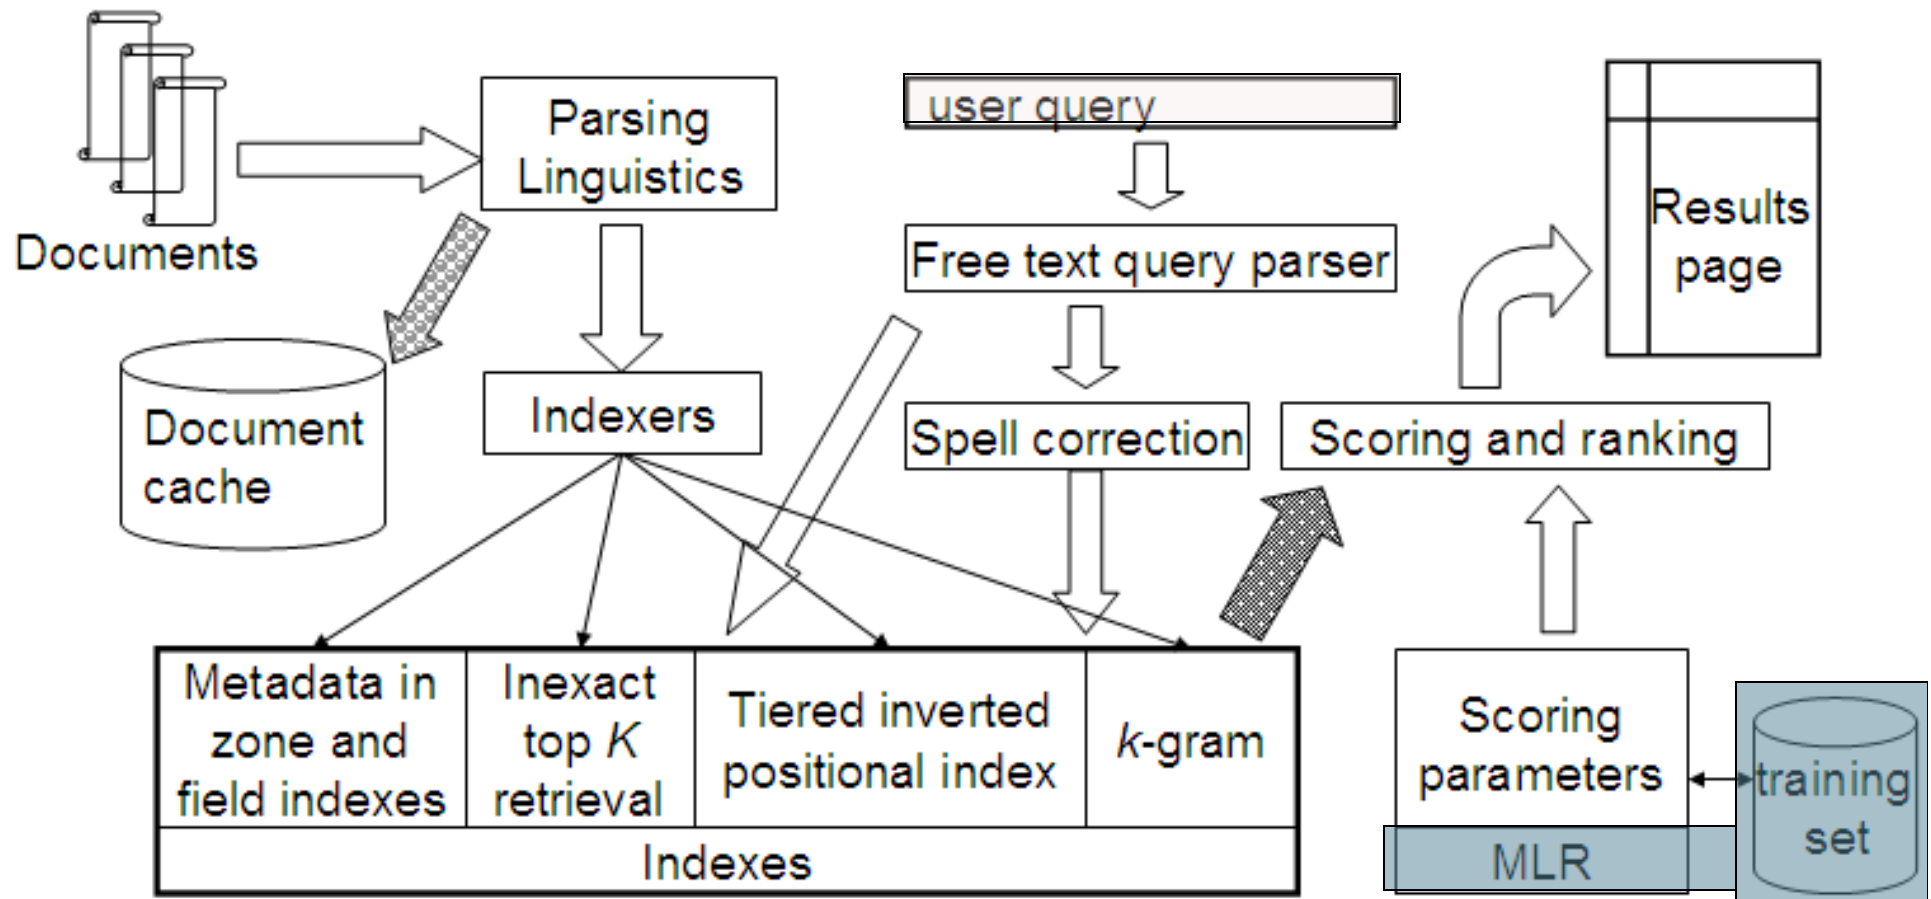 Documents
Parsing
Linguistics
user query
Free text query parser
Results
page
Document
cache
Indexers
Spell correction
Scoring and ranking
Metadata in
zone and
field indexes
Inexact
top K
retrieval
Tiered inverted
positional index
k-gram
Indexes
Scoring
parameters
MLR
training
set